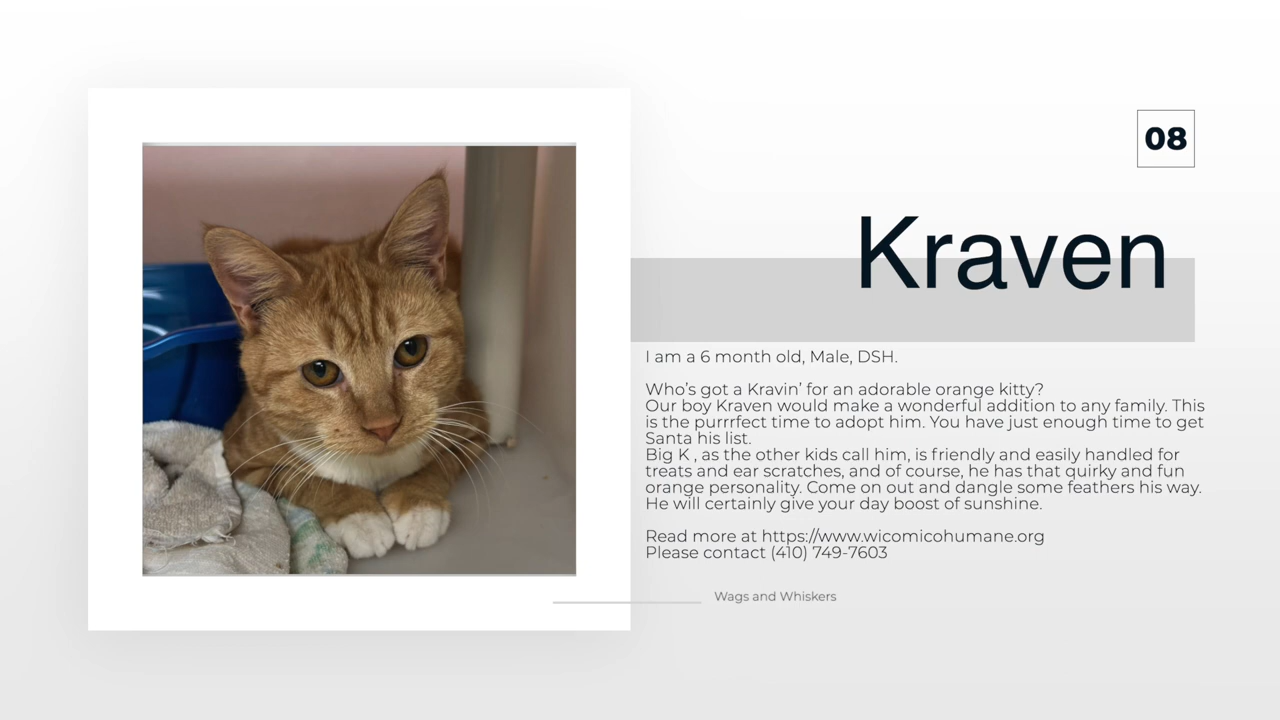 08
Kraven
I am a 6 month old, Male, DSH.
Who's got a Kravin' for an adorable orange kitty?
Our boy Kraven would make a wonderful addition to any family. This
is the purrrfect time to adopt him. You have just enough time to get
Santa his list.
Big K , as the other kids call him, is friendly and easily handled for
treats and ear scratches, and of course, he has that quirky and fun
orange personality. Come on out and dangle some feathers his way.
He will certainly give your day boost of sunshine.
Read more at https://www.wicomicohumane.org
Please contact (410) 749-7603
Wags and Whiskers